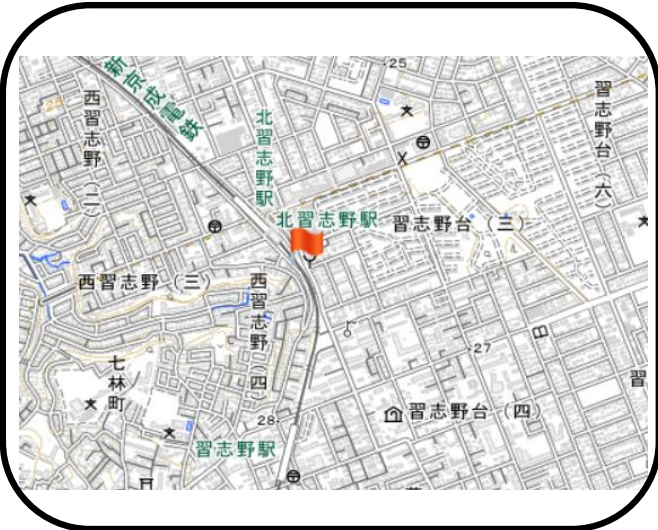 25
新京成電鉄
西習志野（二）
25
北習志野駅
習志野台（六）
北習志野駅
習志野台（三）
西習志野（三）
西習志野（四）
27
七林町
習
28
習志野台（四）
習志野駅